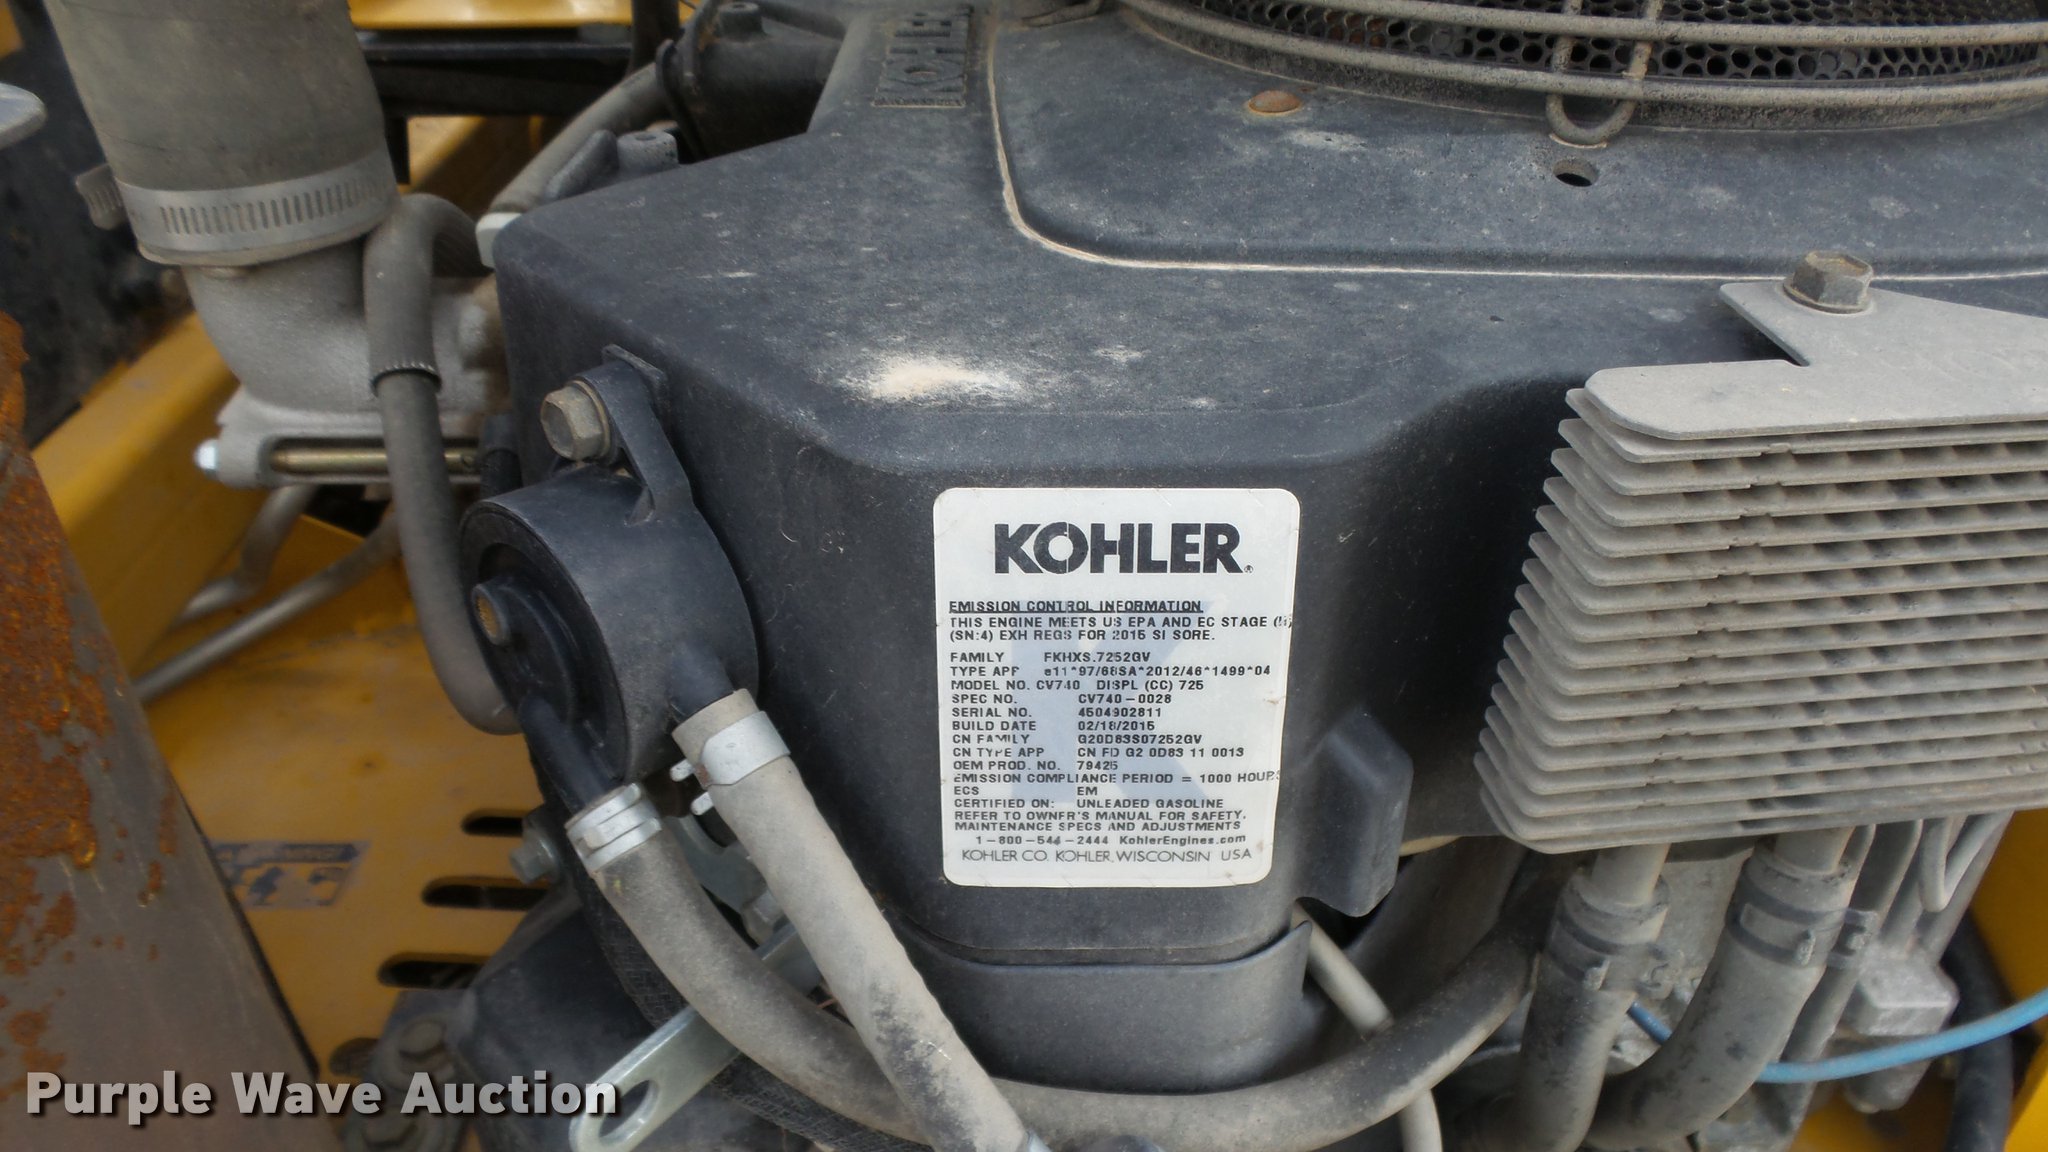 KOHLER
KOHLER.
EMISSION CONTROL INFORMATION
THIS ENGINE MEETS US EPA AND EC STAGE (II)
(SN:4) EXH REGS FOR 2015 SI SORE.
FAMILY FKHXS.7252GV
TYPE APP e11*97/68SA*2012/46*1499*04
MODEL NO. CV740 DISPL (CC) 725
SPEC NO. CV740-0028
SERIAL NO. 4504902811
BUILD DATE 02/18/2015
CN FAMILY G20D83S07252GV
CN TYPE APP CN FD G2 0D83 11 0013
OEM PROD. NO. 79425
EMISSION COMPLIANCE PERIOD = 1000 HOURS
ECS EM
CERTIFIED ON: UNLEADED GASOLINE
REFER TO OWNER'S MANUAL FOR SAFETY,
MAINTENANCE SPECS AND ADJUSTMENTS
1-800-544-2444 KohlerEngines.com
KOHLER CO. KOHLER, WISCONSIN USA
Purple Wave Auction